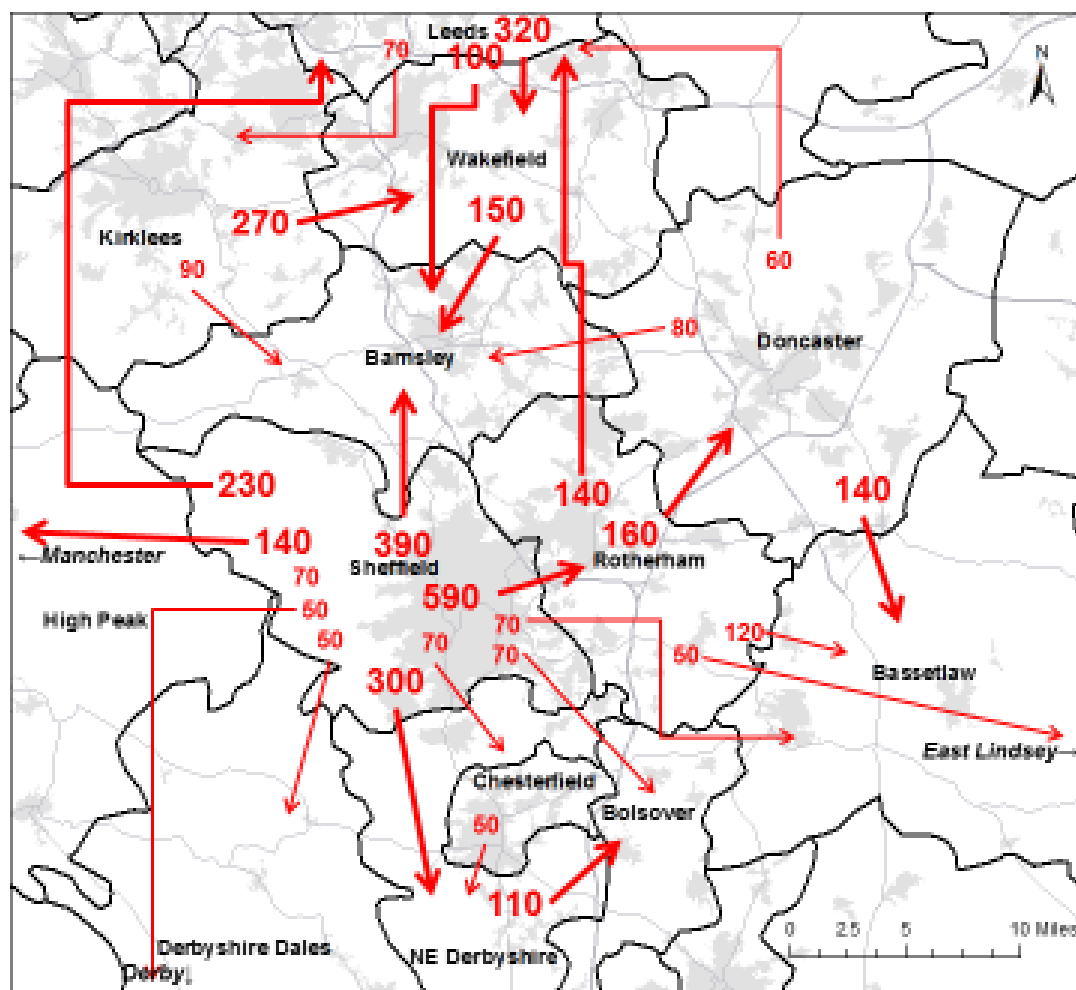 Leeds 320
70
100
N
Wakefield
270
150
Kirklees
90
60
80
Doncaster
Barnsley
230
140
140
140
390
160
←Manchester
Sheffield
Rotherham
70
590
50
High Peak
70
120
50
70
70
50
300
Bassetlaw
East Lindsey→
Chesterfield
50
Bolsover
110
0 2.5 5 10 Miles
Derbyshire Dales
NE Derbyshire
Derby↓